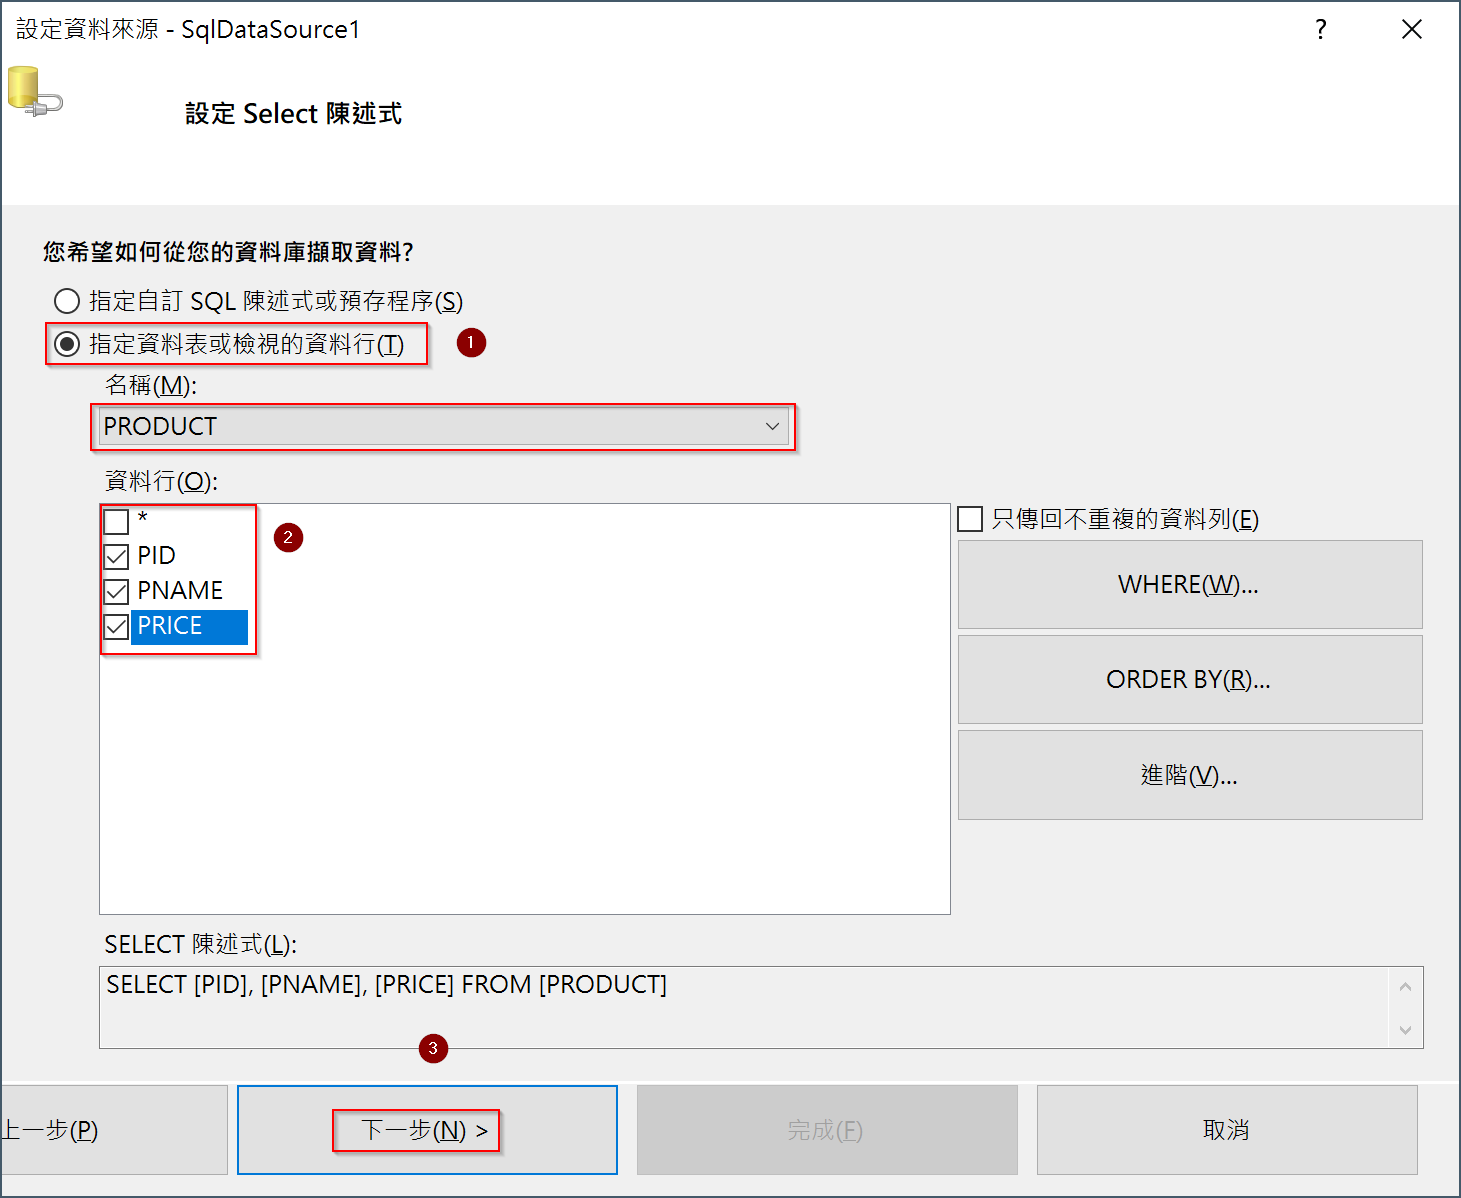 設定資料來源 - SqlDataSource1
?
設定 Select 陳述式
您希望如何從您的資料庫擷取資料?
指定自訂 SQL 陳述式或預存程序(S)
指定資料表或檢視的資料行(T)
1
名稱(M):
PRODUCT
資料行(O):
*
2
PID
PNAME
PRICE
只傳回不重複的資料列(E)
WHERE(W)...
ORDER BY(R)...
進階(V)...
SELECT 陳述式(L):
SELECT [PID], [PNAME], [PRICE] FROM [PRODUCT]
3
上一步(P)
下一步(N) >
完成(F)
取消